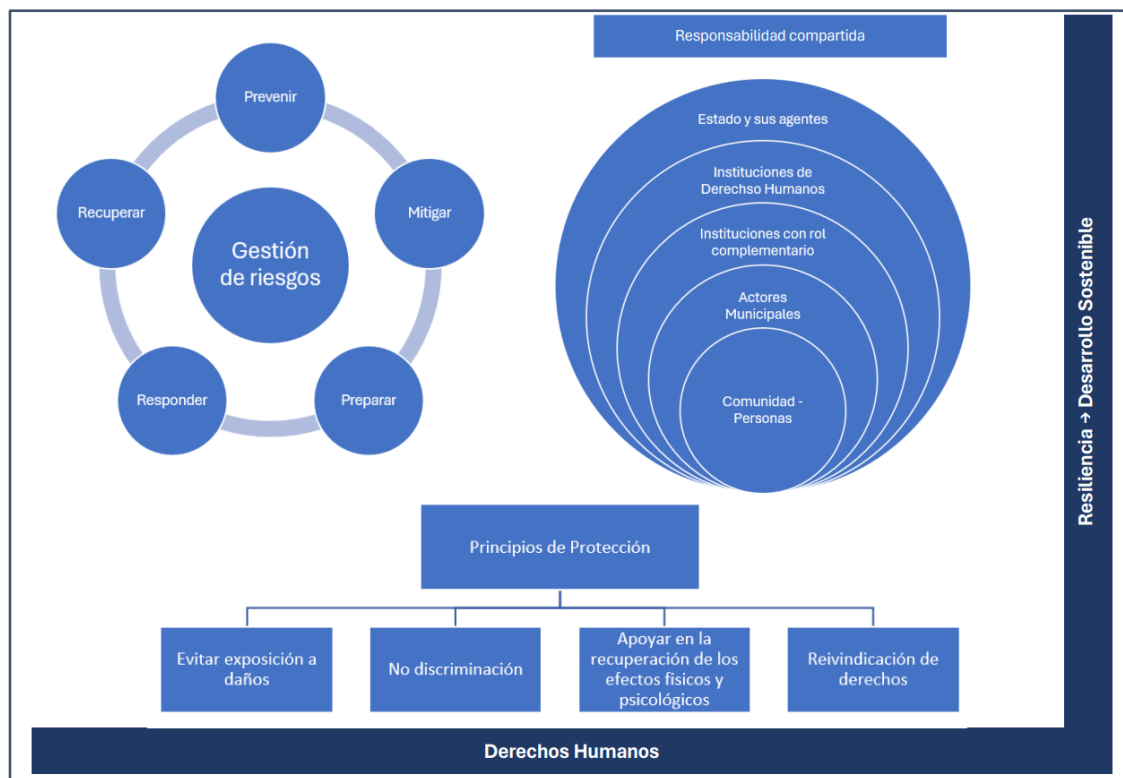 Prevenir
Mitigar
Preparar
Responder
Recuperar
Gestión
de riesgos
Responsabilidad compartida
Estado y sus agentes
Instituciones de
Derechso Humanos
Instituciones con rol
complementario
Actores
Municipales
Comunidad -
Personas
Principios de Protección
Evitar exposición a
daños
No discriminación
Apoyar en la
recuperación de los
efectos fisicos y
psicológicos
Reivindicación de
derechos
Derechos Humanos
Resiliencia → Desarrollo Sostenible